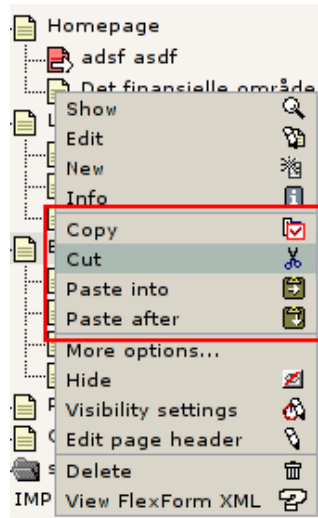 Homepage
adsf asdf
Det finansielle område
Show
Edit
New
Info
Copy
Cut
Paste into
Paste after
More options...
Hide
Visibility settings
Edit page header
Delete
IMP
View FlexForm XML